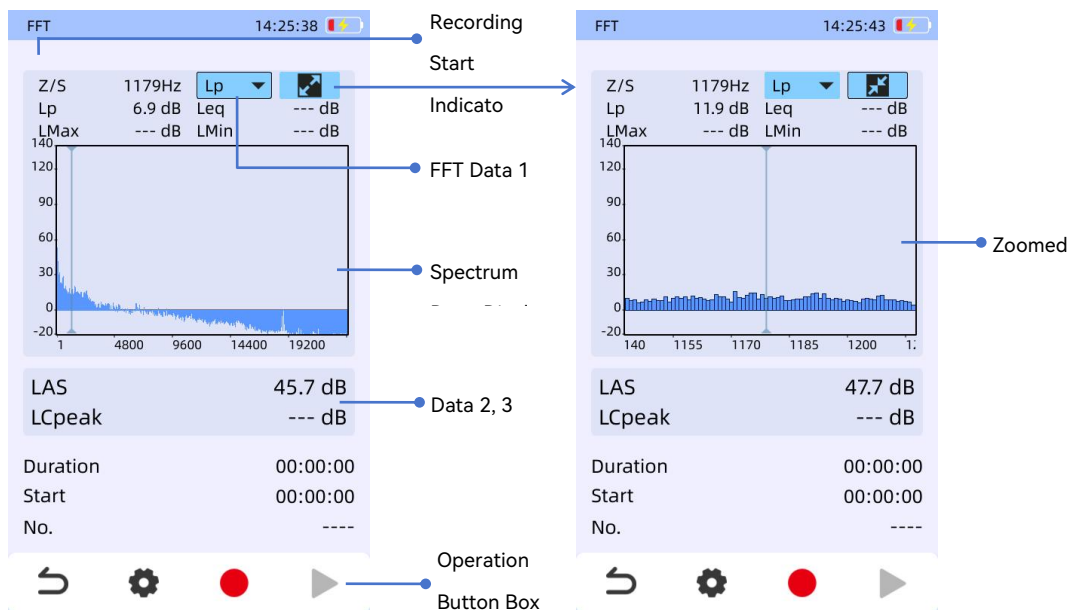 FFT 14:25:38
Z/S 1179Hz Lp
Lp 6.9 dB Leq --- dB
LMax --- dB LMin --- dB
140
120
90
60
30
0
-20
1 4800 9600 14400 19200
LAS 45.7 dB
LCpeak --- dB
Duration 00:00:00
Start 00:00:00
No. ----
Recording
Start
Indicato
FFT Data 1
Spectrum
Data 2, 3
Operation
Button Box
FFT 14:25:43
Z/S 1179Hz Lp
Lp 11.9 dB Leq --- dB
LMax --- dB LMin --- dB
140
120
90
60
30
0
-20
140 1155 1170 1185 1200
LAS 47.7 dB
LCpeak --- dB
Duration 00:00:00
Start 00:00:00
No. ----
Zoomed